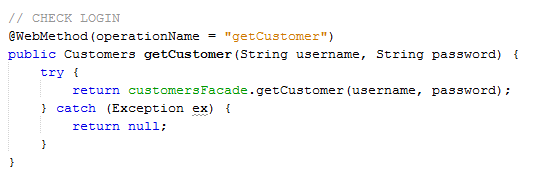 // CHECK LOGIN
@WebMethod(operationName = "getCustomer")
public Customers getCustomer(String username, String password) {
    try {
        return customersFacade.getCustomer(username, password);
    } catch (Exception ex) {
        return null;
    }
}